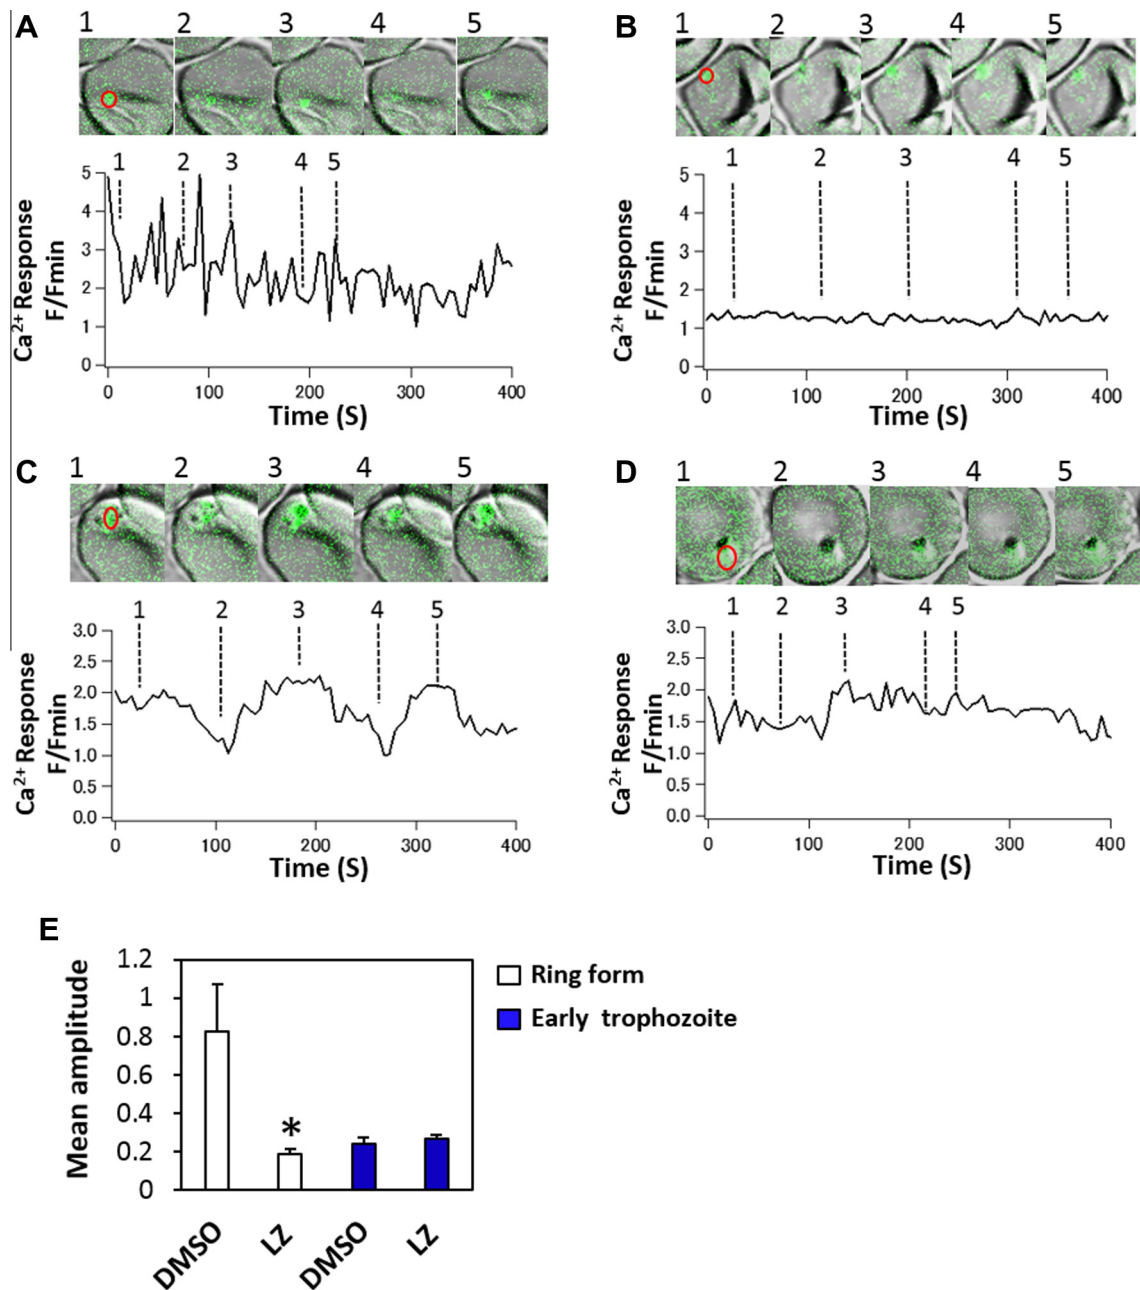 A
1 2 3 4 5
1 2 3 4 5
Ca2+ Response
F/Fmin
5
4
3
2
1
0
0 100 200 300 400
Time (S)
B
1 2 3 4 5
1 2 3 4 5
Ca2+ Response
F/Fmin
5
4
3
2
1
0
0 100 200 300 400
Time (S)
C
1 2 3 4 5
1 2 3 4 5
Ca2+ Response
F/Fmin
3.0
2.5
2.0
1.5
1.0
0.5
0.0
0 100 200 300 400
Time (S)
D
1 2 3 4 5
1 2 3 4 5
Ca2+ Response
F/Fmin
3.0
2.5
2.0
1.5
1.0
0.5
0.0
0 100 200 300 400
Time (S)
E
Mean amplitude
1.2
1
0.8
0.6
0.4
0.2
0
*
DMSO LZ DMSO LZ
Ring form
Early trophozoite